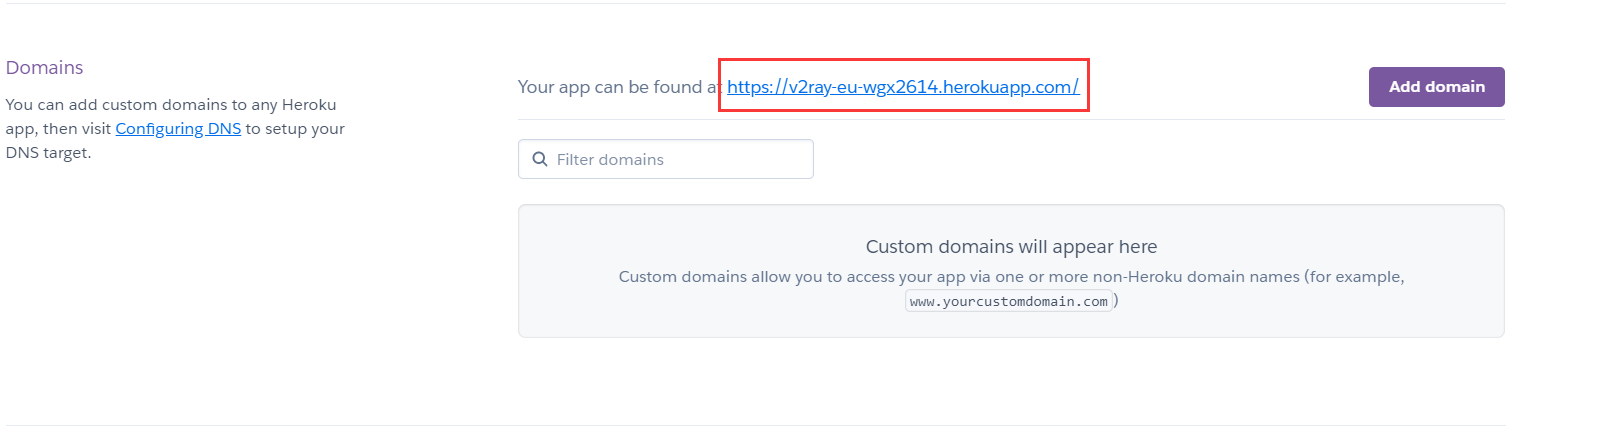 Domains
You can add custom domains to any Heroku
app, then visit Configuring DNS to setup your
DNS target.
Your app can be found at https://v2ray-eu-wgx2614.herokuapp.com/
Add domain
Filter domains
Custom domains will appear here
Custom domains allow you to access your app via one or more non-Heroku domain names (for example,
www.yourcustomdomain.com)